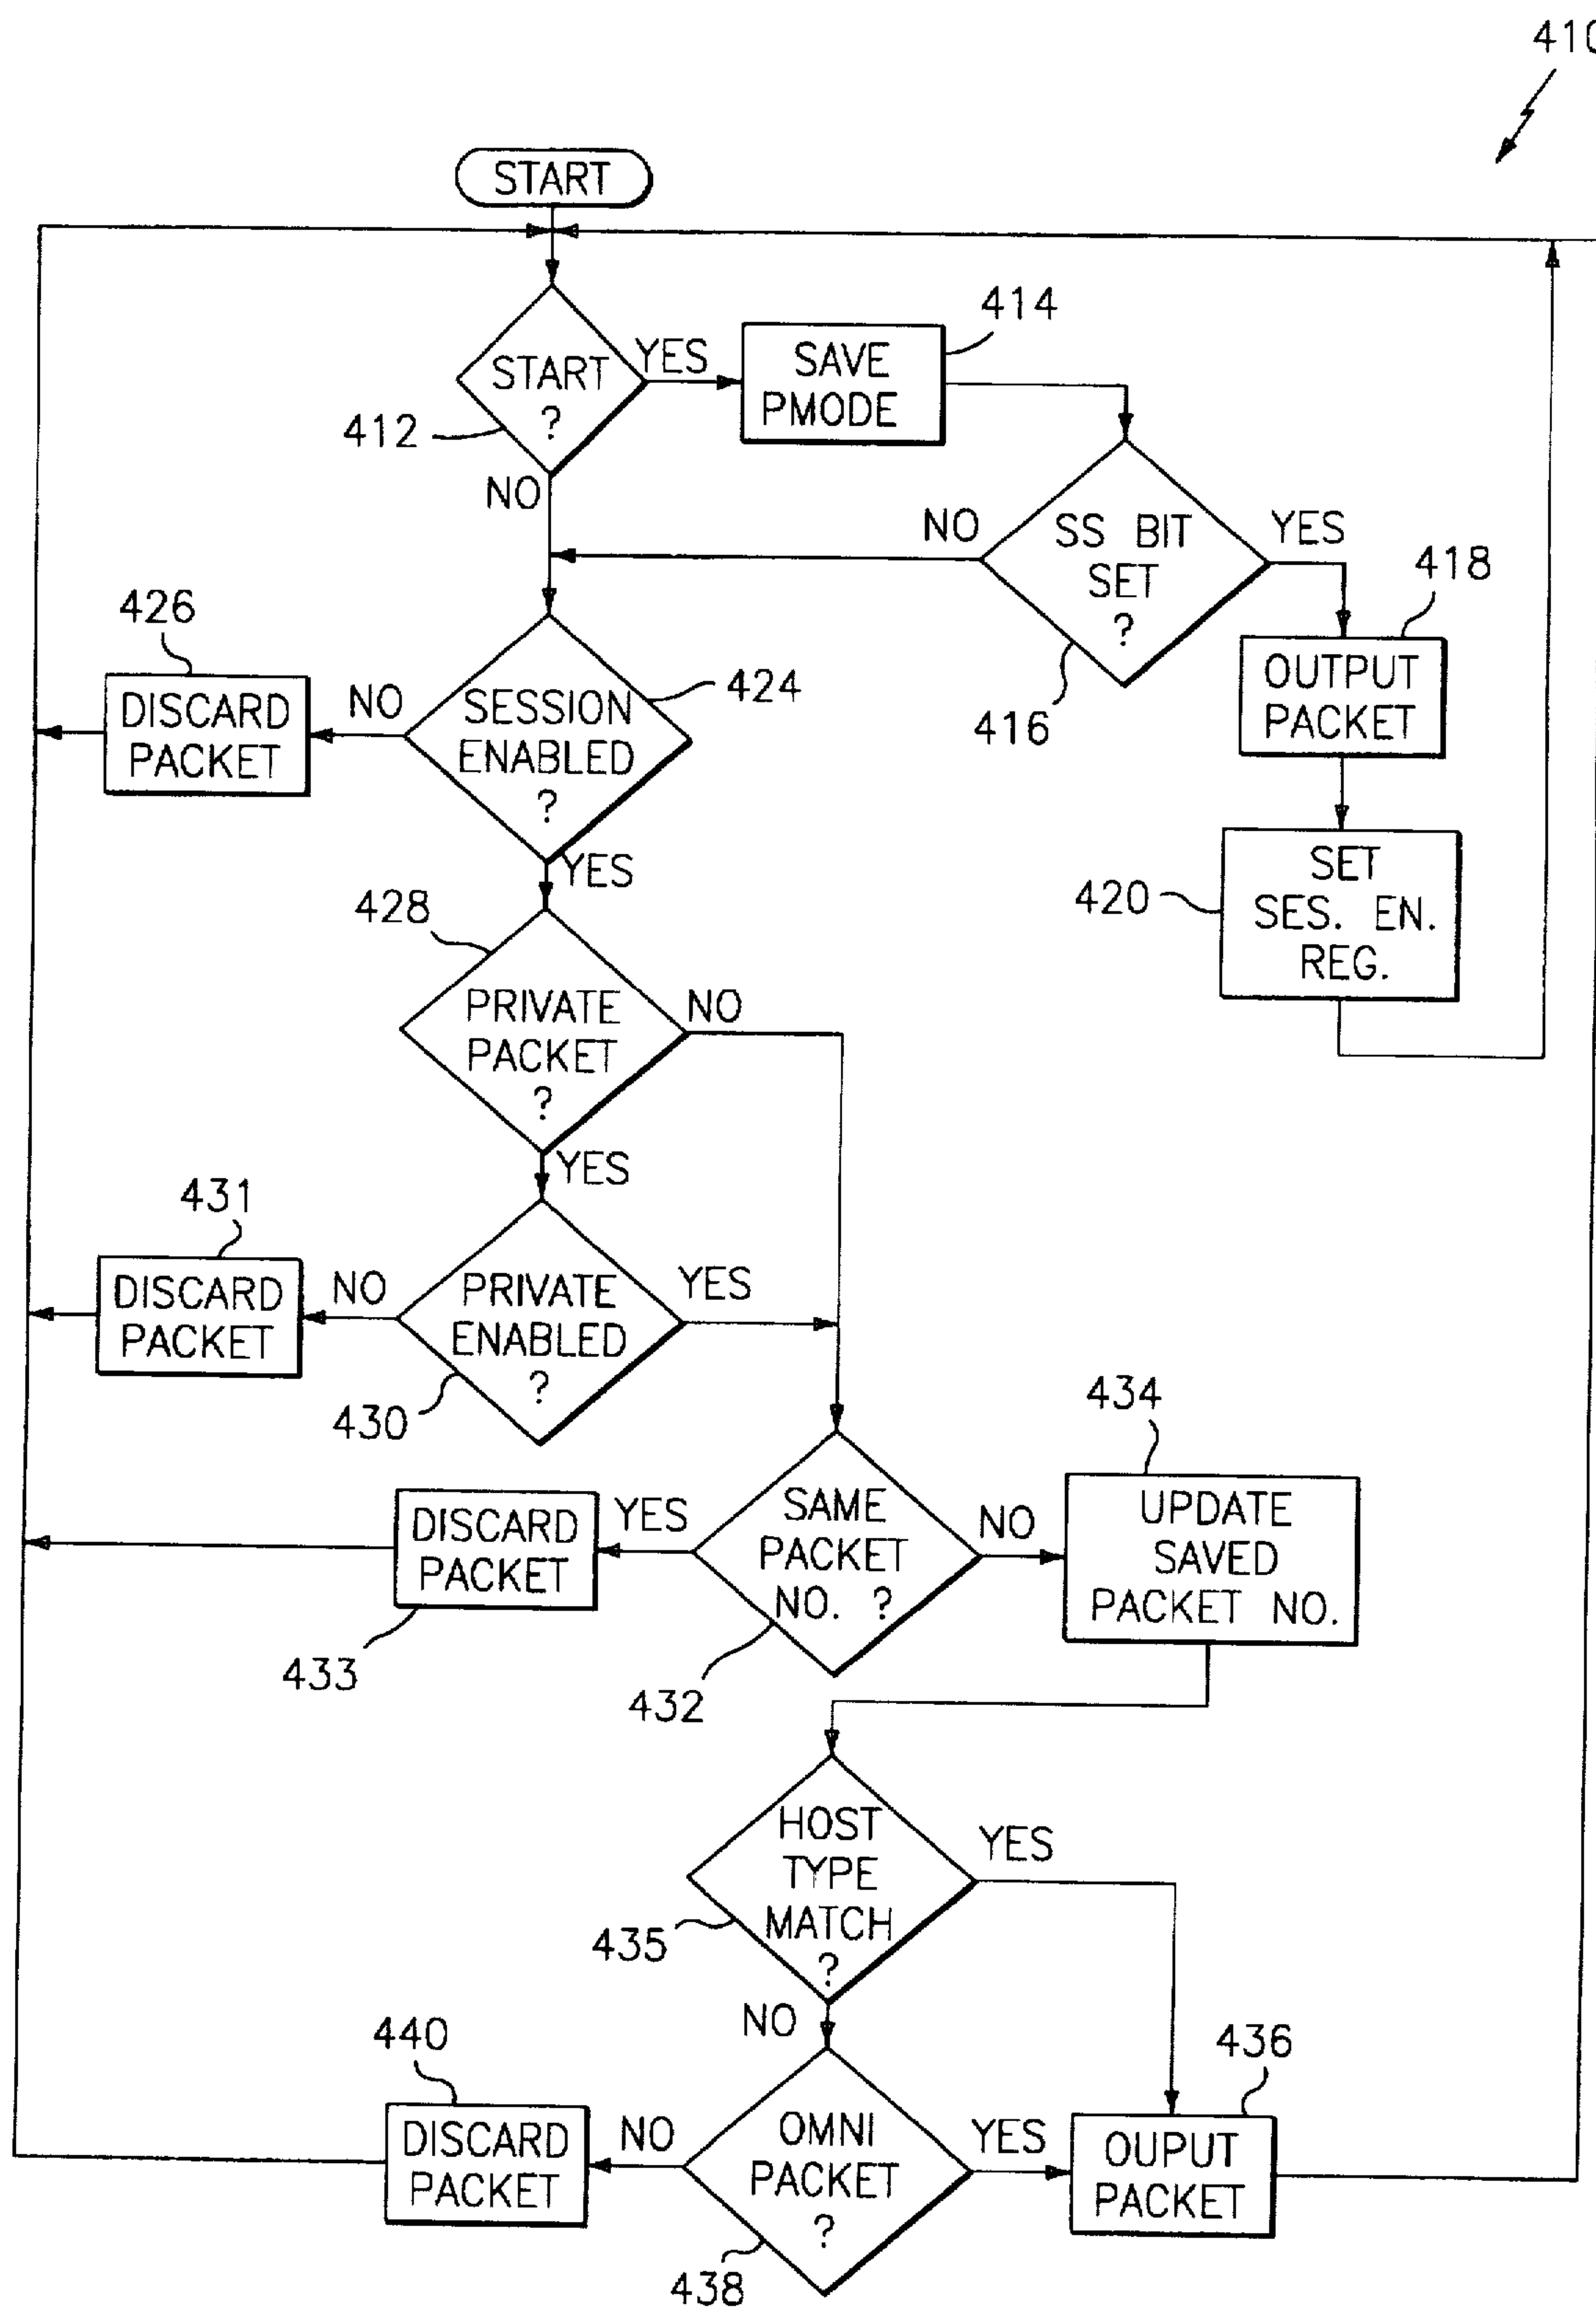 410
START
START
?
412
YES
NO
SAVE
PMODE
414
SS BIT
SET
?
416
NO
YES
418
OUTPUT
PACKET
SET
SES. EN.
REG.
420
SESSION
ENABLED
?
424
NO
YES
426
DISCARD
PACKET
428
PRIVATE
PACKET
?
NO
YES
431
DISCARD
PACKET
NO
PRIVATE
ENABLED
?
430
YES
SAME
PACKET
NO. ?
432
YES
NO
DISCARD
PACKET
433
434
UPDATE
SAVED
PACKET NO.
HOST
TYPE
MATCH
?
435
YES
NO
440
DISCARD
PACKET
NO
OMNI
PACKET
?
438
YES
436
OUPUT
PACKET